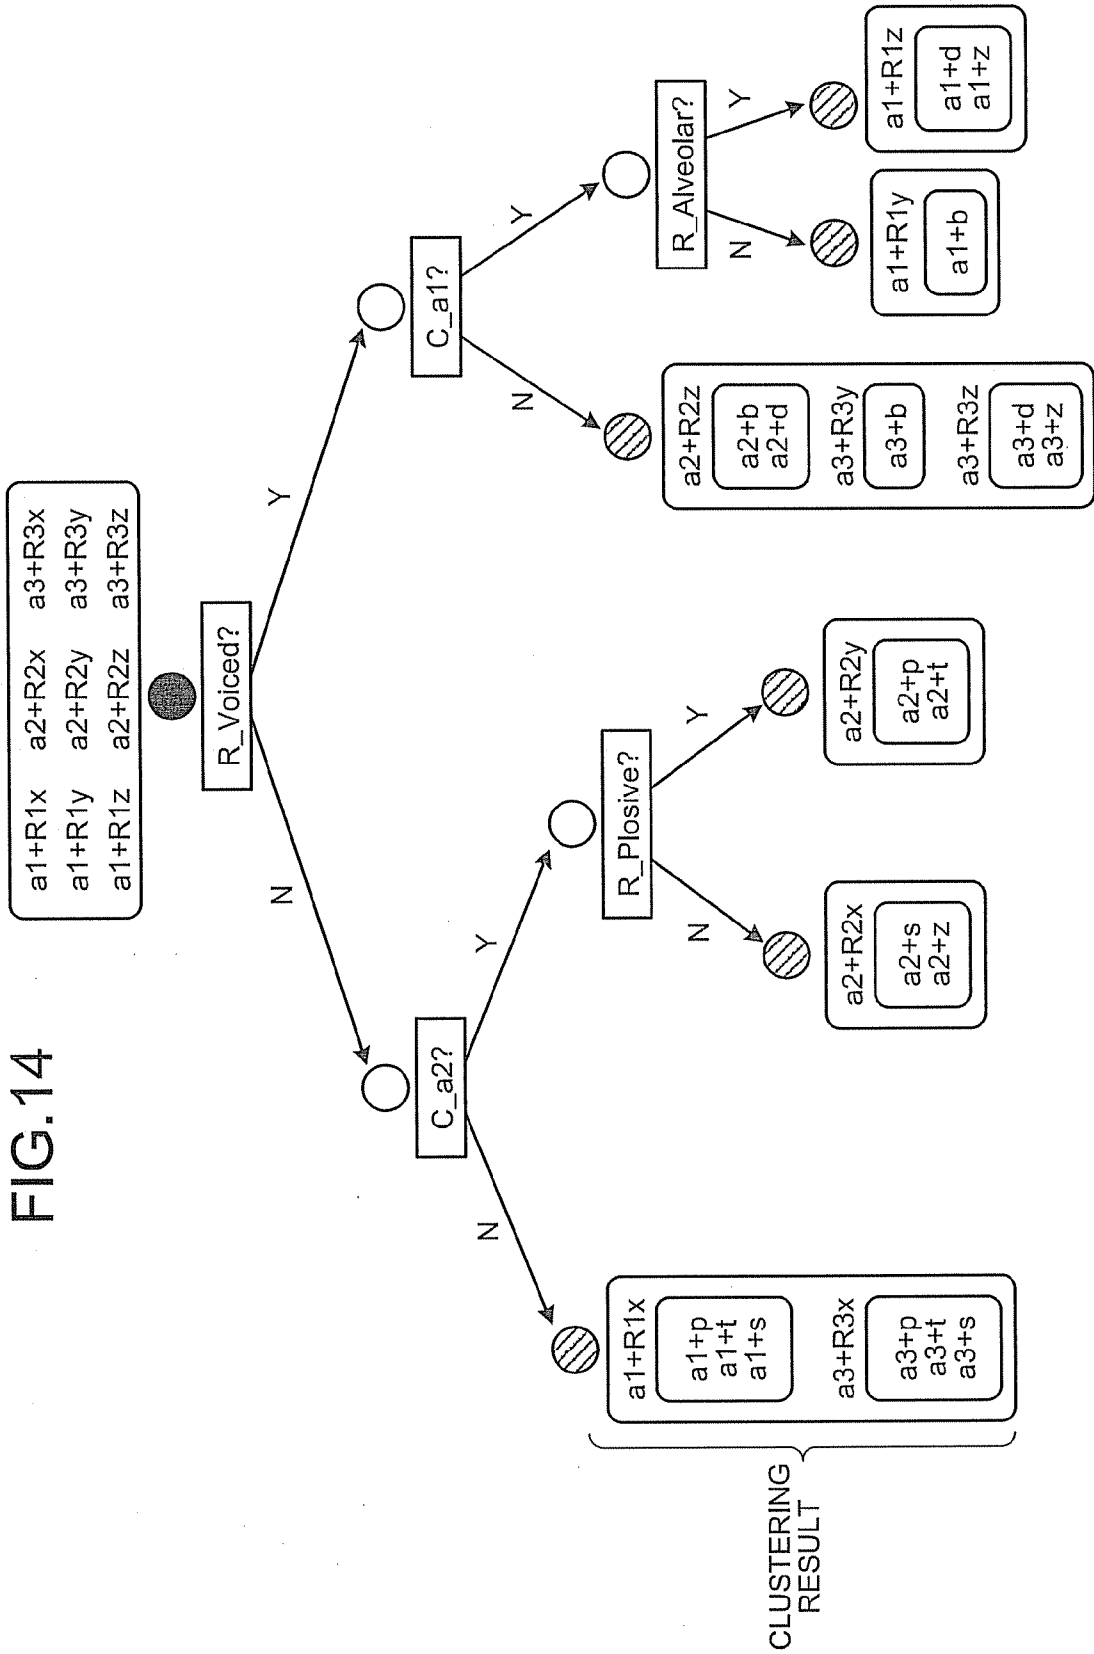 FIG.14
a1+R1x a2+R2x a3+R3x
a1+R1y a2+R2y a3+R3y
a1+R1z a2+R2z a3+R3z
R_Voiced?
N
Y
C_a2?
C_a1?
N
Y
N
Y
R_Plosive?
R_Alveolar?
N
Y
N
Y
CLUSTERING
RESULT
a1+R1x
a1+p
a1+t
a1+s
a3+R3x
a3+p
a3+t
a3+s
a2+R2x
a2+s
a2+z
a2+R2y
a2+p
a2+t
a2+R2z
a2+b
a2+d
a3+R3y
a3+b
a3+R3z
a3+d
a3+z
a1+R1y
a1+b
a1+R1z
a1+d
a1+z